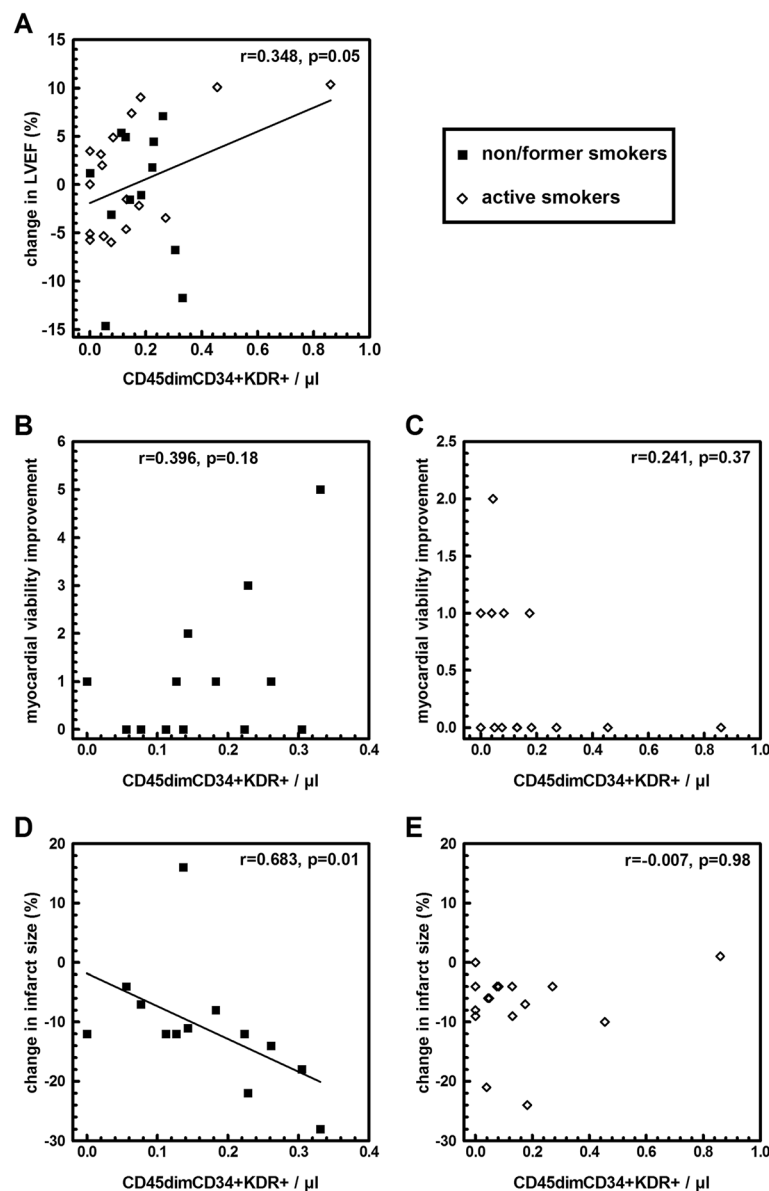 A
r=0.348, p=0.05
15
10
5
0
-5
-10
-15
change in LVEF (%)
0.0 0.2 0.4 0.6 0.8 1.0
CD45dimCD34+KDR+ / µl
non/former smokers
active smokers
B
r=0.396, p=0.18
6
5
4
3
2
1
0
myocardial viability improvement
0.0 0.1 0.2 0.3 0.4
CD45dimCD34+KDR+ / µl
C
r=0.241, p=0.37
2.5
2.0
1.5
1.0
0.5
0.0
myocardial viability improvement
0.0 0.2 0.4 0.6 0.8 1.0
CD45dimCD34+KDR+ / µl
D
r=0.683, p=0.01
20
10
0
-10
-20
-30
change in infarct size (%)
0.0 0.1 0.2 0.3 0.4
CD45dimCD34+KDR+ / µl
E
r=-0.007, p=0.98
20
10
0
-10
-20
-30
change in infarct size (%)
0.0 0.2 0.4 0.6 0.8 1.0
CD45dimCD34+KDR+ / µl